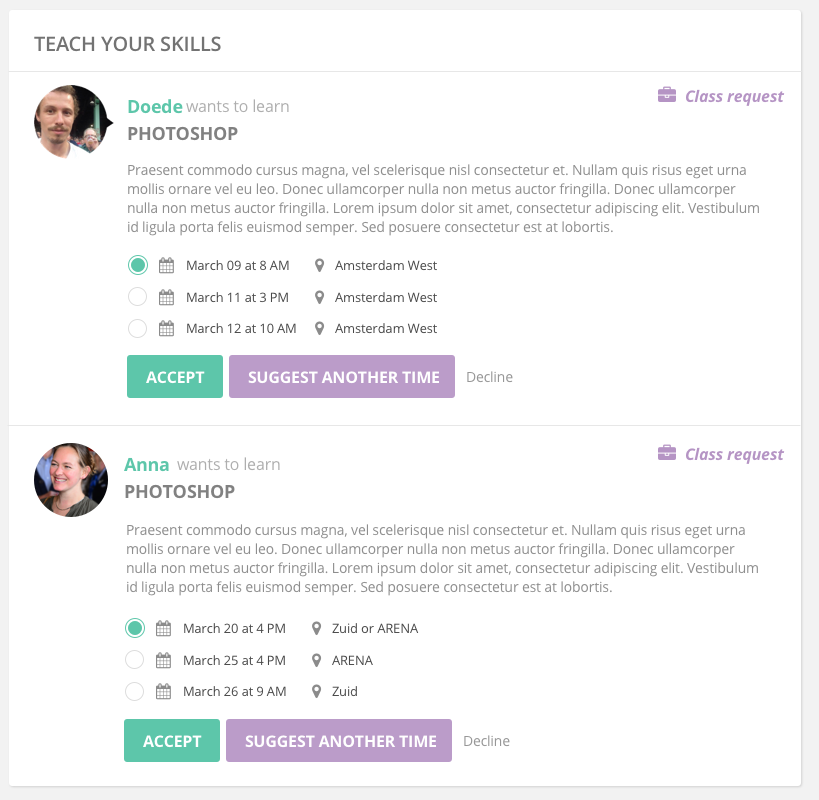 TEACH YOUR SKILLS
Class request
Doede wants to learn
PHOTOSHOP
Praesent commodo cursus magna, vel scelerisque nisl consectetur et. Nullam quis risus eget urna
mollis ornare vel eu leo. Donec ullamcorper nulla non metus auctor fringilla. Donec ullamcorper
nulla non metus auctor fringilla. Lorem ipsum dolor sit amet, consectetur adipiscing elit. Vestibulum
id ligula porta felis euismod semper. Sed posuere consectetur est at lobortis.
March 09 at 8 AM Amsterdam West
March 11 at 3 PM Amsterdam West
March 12 at 10 AM Amsterdam West
ACCEPT SUGGEST ANOTHER TIME Decline
Class request
Anna wants to learn
PHOTOSHOP
Praesent commodo cursus magna, vel scelerisque nisl consectetur et. Nullam quis risus eget urna
mollis ornare vel eu leo. Donec ullamcorper nulla non metus auctor fringilla. Donec ullamcorper
nulla non metus auctor fringilla. Lorem ipsum dolor sit amet, consectetur adipiscing elit. Vestibulum
id ligula porta felis euismod semper. Sed posuere consectetur est at lobortis.
March 20 at 4 PM Zuid or ARENA
March 25 at 4 PM ARENA
March 26 at 9 AM Zuid
ACCEPT SUGGEST ANOTHER TIME Decline